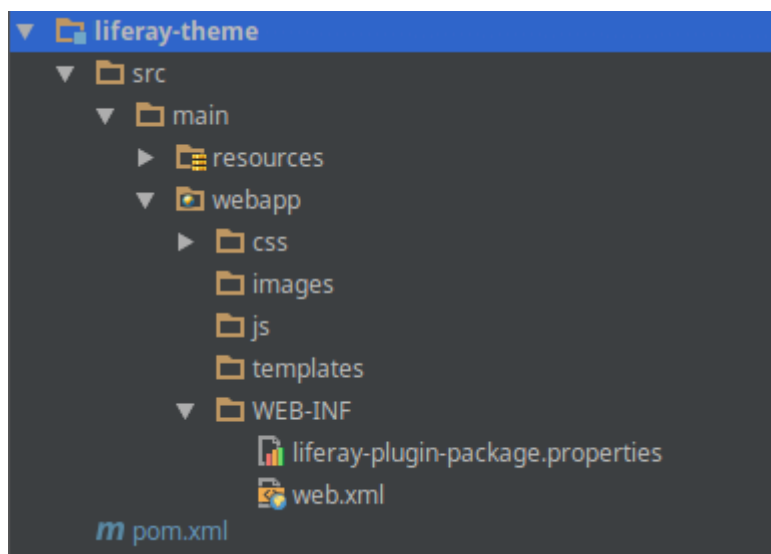 liferay-theme
src
main
resources
webapp
css
images
js
templates
WEB-INF
liferay-plugin-package.properties
web.xml
m pom.xml